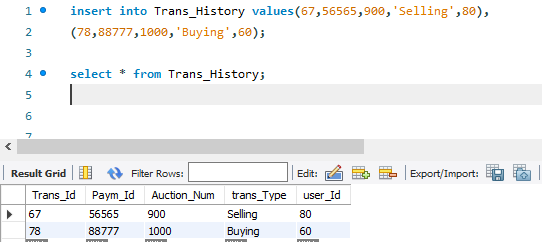 1 insert into Trans_History values(67,56565,900,'Selling',80),
2 (78,88777,1000,'Buying',60);
3
4 select * from Trans_History;
5
6
7
Result Grid Filter Rows: Edit: Export/Import:
Trans_Id Paym_Id Auction_Num trans_Type user_Id
67 56565 900 Selling 80
78 88777 1000 Buying 60